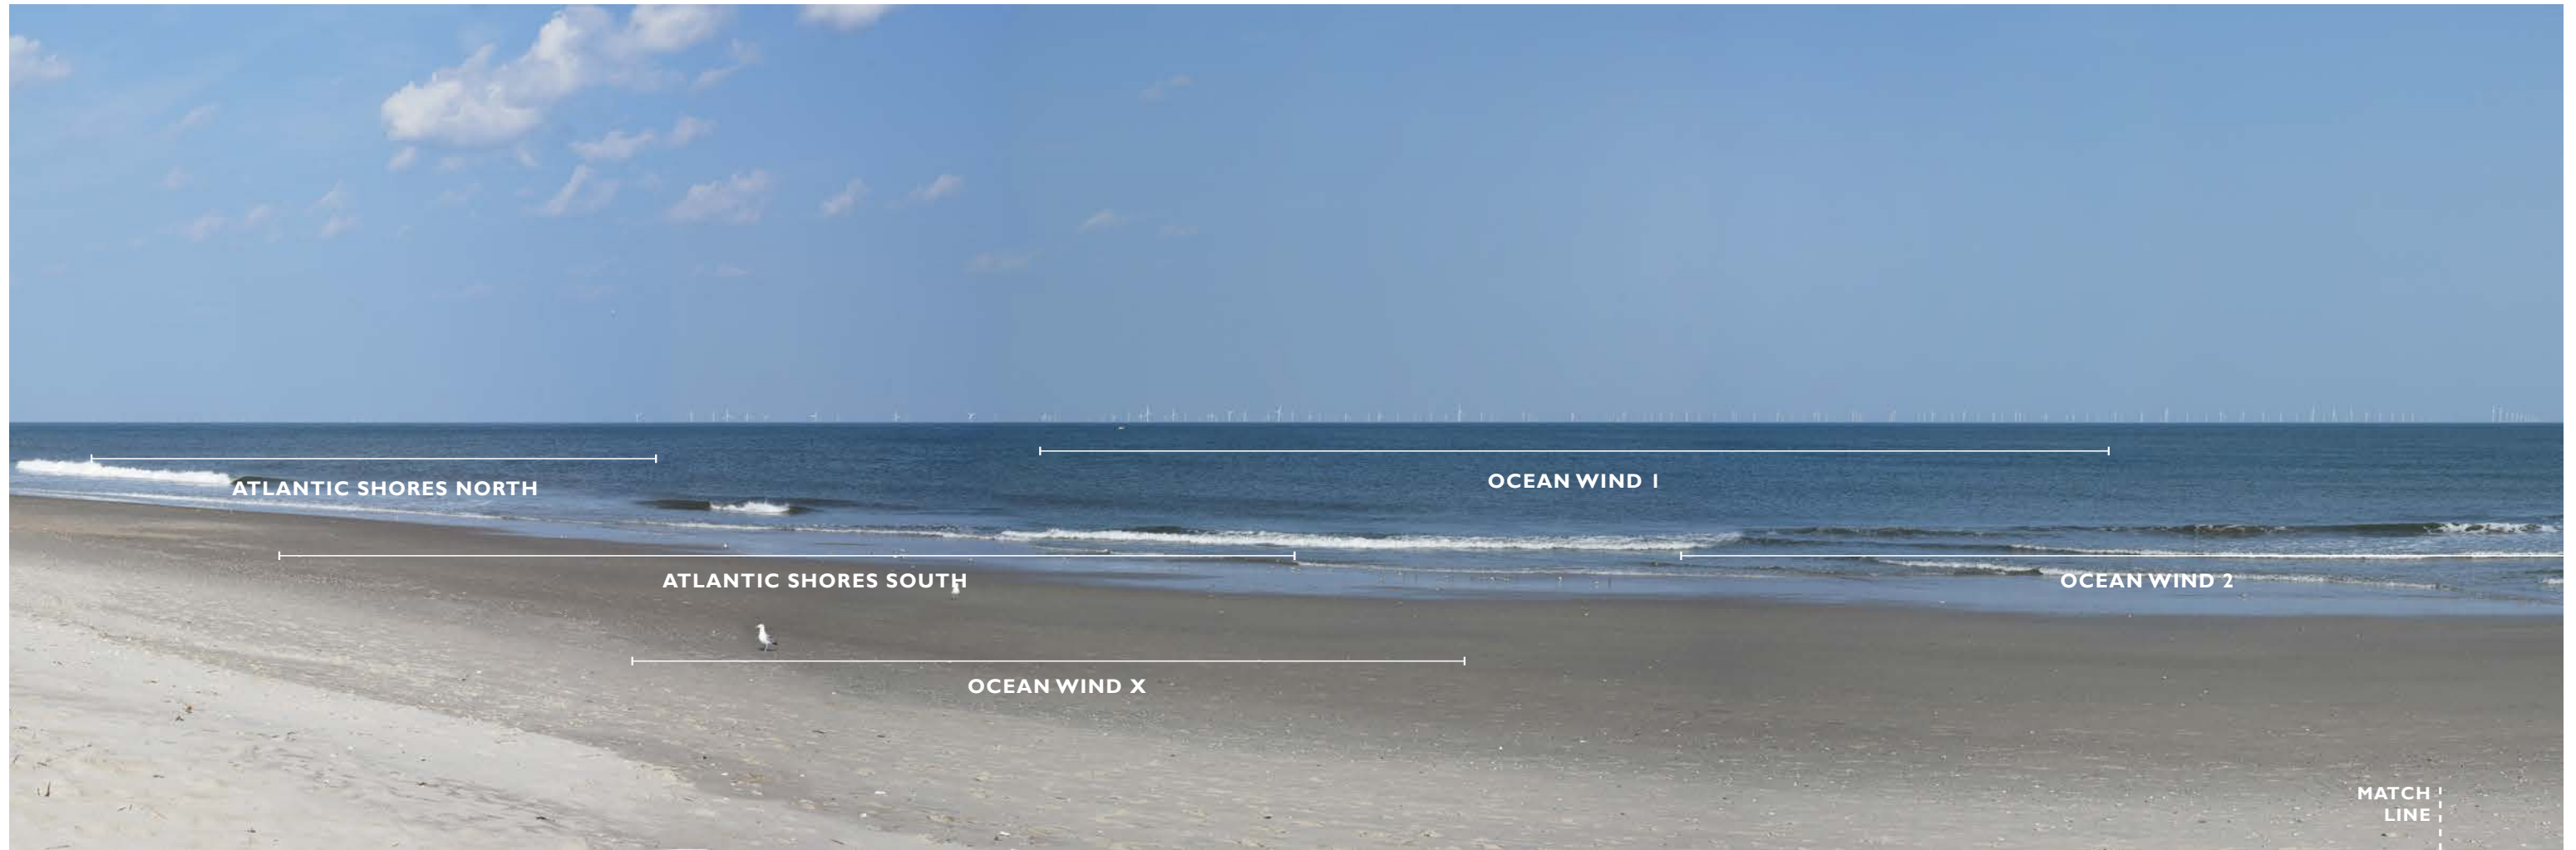 ATLANTIC SHORES NORTH
OCEAN WIND 1
ATLANTIC SHORES SOUTH
OCEAN WIND 2
OCEAN WIND X
MATCH
LINE